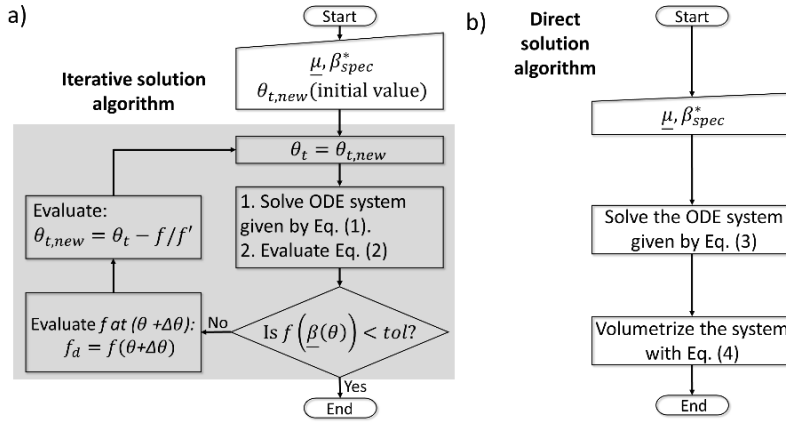 a)
Start
Iterative solution
algorithm
μ, β*spec
θt,new(initial value)
θt = θt,new
1. Solve ODE system
given by Eq. (1).
2. Evaluate Eq. (2)
Evaluate:
θt,new = θt − f/f′
Is f(β(θ)) < tol?
No
Evaluate f at (θ +Δθ):
fd = f(θ+Δθ)
Yes
End
b)
Direct
solution
algorithm
Start
μ, β*spec
Solve the ODE system
given by Eq. (3)
Volumetrize the system
with Eq. (4)
End